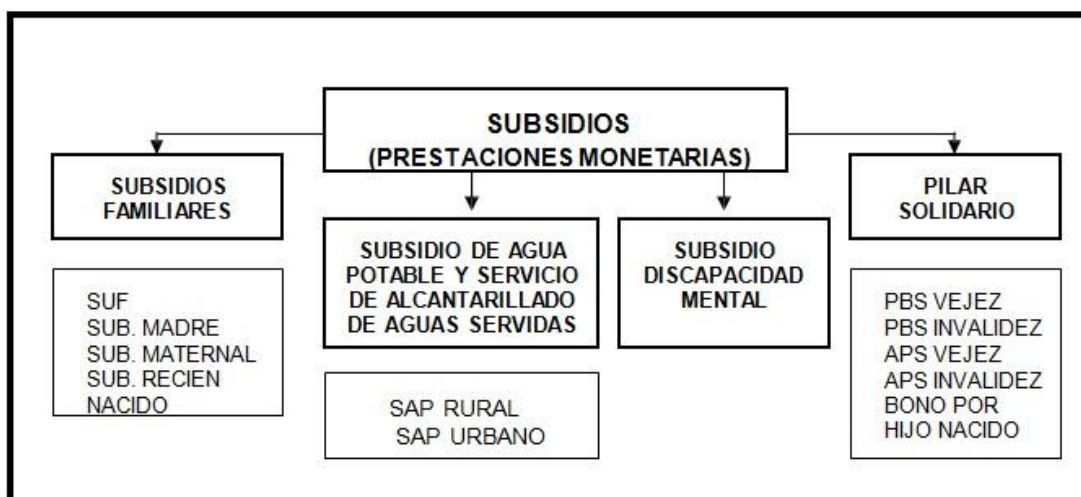 SUBSIDIOS
(PRESTACIONES MONETARIAS)
SUBSIDIOS
FAMILIARES
SUF
SUB. MADRE
SUB. MATERNAL
SUB. RECIEN
NACIDO
SUBSIDIO DE AGUA
POTABLE Y SERVICIO
DE ALCANTARILLADO
DE AGUAS SERVIDAS
SAP RURAL
SAP URBANO
SUBSIDIO
DISCAPACIDAD
MENTAL
PILAR
SOLIDARIO
PBS VEJEZ
PBS INVALIDEZ
APS VEJEZ
APS INVALIDEZ
BONO POR
HIJO NACIDO